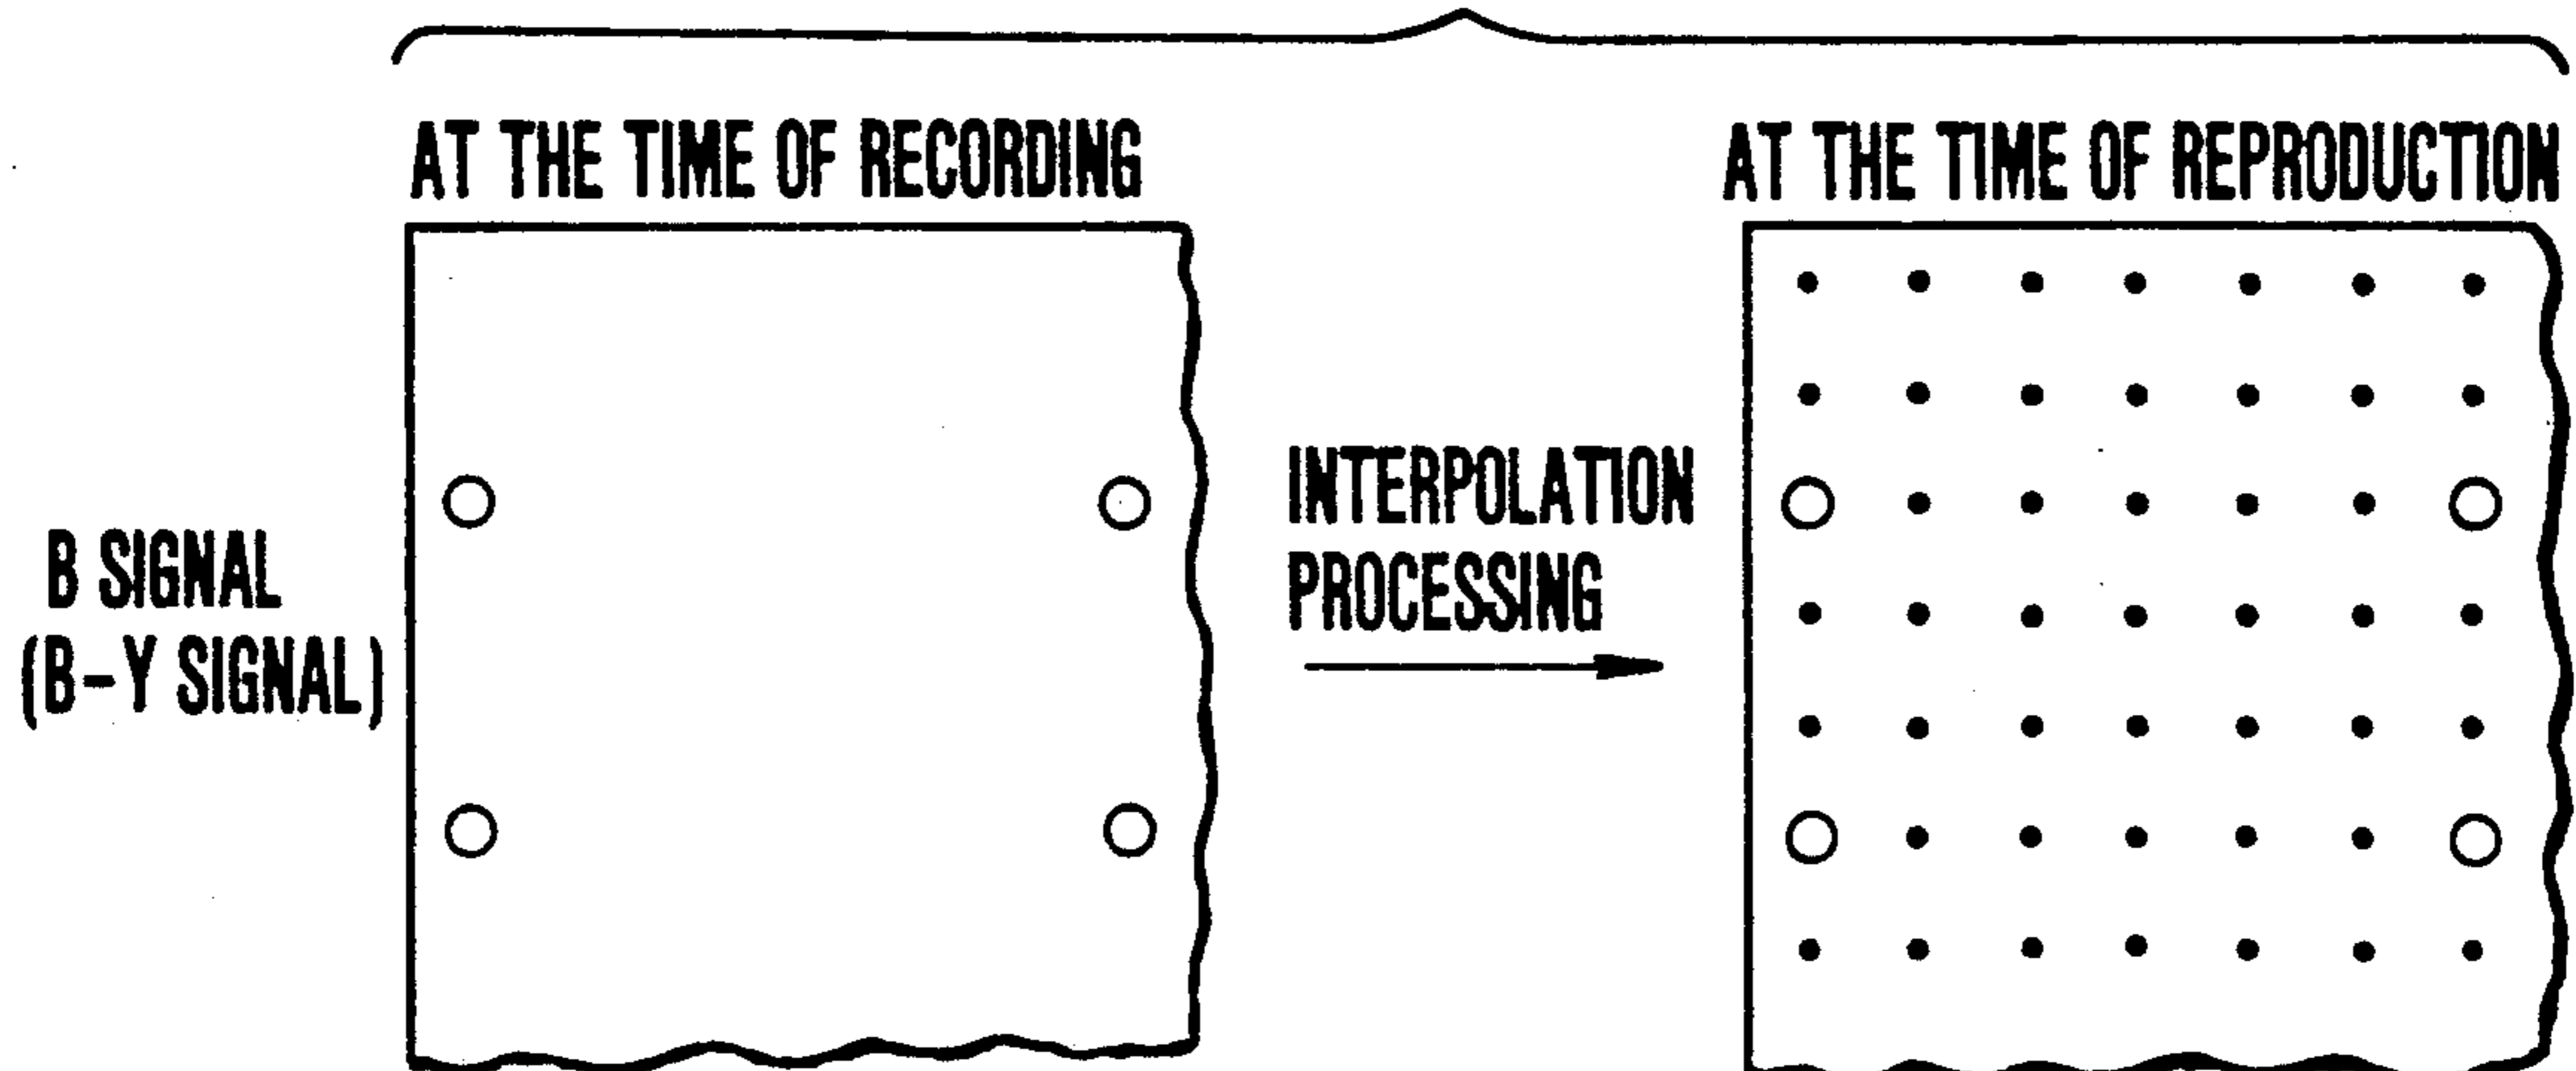 AT THE TIME OF RECORDING
AT THE TIME OF REPRODUCTION
B SIGNAL
(B-Y SIGNAL)
INTERPOLATION
PROCESSING